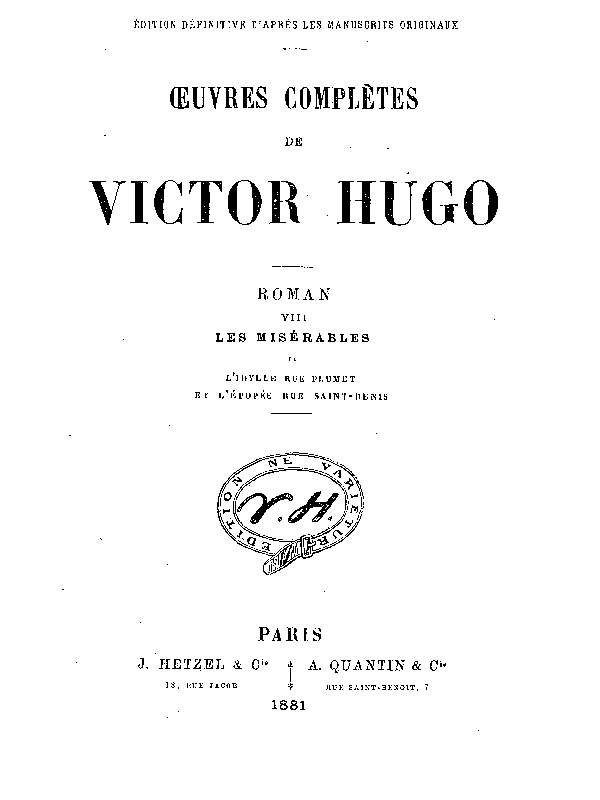 ÉDITION DÉFINITIVE D'APRÈS LES MANUSCRITS ORIGINAUX
ŒUVRES COMPLÈTES
DE
VICTOR HUGO
ROMAN
VIII
LES MISÉRABLES
L'IDYLLE RUE PLUMET
ET L'ÉPOPÉE RUE SAINT-DENIS
EDITION NE VARIETUR
PARIS
J. HETZEL & Cie
A. QUANTIN & Cie
18, RUE JACOB
RUE SAINT-BENOIT, 7
1881